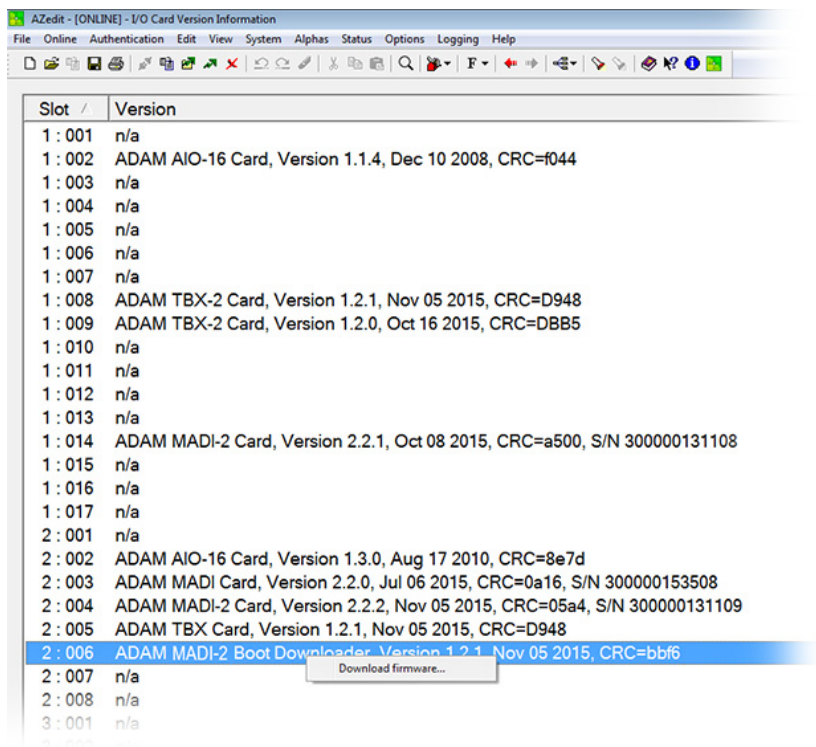 AZedit - [ONLINE] - I/O Card Version Information
File Online Authentication Edit View System Alphas Status Options Logging Help
Slot Version
1 : 001 n/a
1 : 002 ADAM AIO-16 Card, Version 1.1.4, Dec 10 2008, CRC=f044
1 : 003 n/a
1 : 004 n/a
1 : 005 n/a
1 : 006 n/a
1 : 007 n/a
1 : 008 ADAM TBX-2 Card, Version 1.2.1, Nov 05 2015, CRC=D948
1 : 009 ADAM TBX-2 Card, Version 1.2.0, Oct 16 2015, CRC=DBB5
1 : 010 n/a
1 : 011 n/a
1 : 012 n/a
1 : 013 n/a
1 : 014 ADAM MADI-2 Card, Version 2.2.1, Oct 08 2015, CRC=a500, S/N 300000131108
1 : 015 n/a
1 : 016 n/a
1 : 017 n/a
2 : 001 n/a
2 : 002 ADAM AIO-16 Card, Version 1.3.0, Aug 17 2010, CRC=8e7d
2 : 003 ADAM MADI Card, Version 2.2.0, Jul 06 2015, CRC=0a16, S/N 300000153508
2 : 004 ADAM MADI-2 Card, Version 2.2.2, Nov 05 2015, CRC=05a4, S/N 300000131109
2 : 005 ADAM TBX Card, Version 1.2.1, Nov 05 2015, CRC=D948
2 : 006 ADAM MADI-2 Boot Downloader, Version 1.2.1, Nov 05 2015, CRC=bbf6
Download firmware...
2 : 007 n/a
2 : 008 n/a
3 : 001 n/a